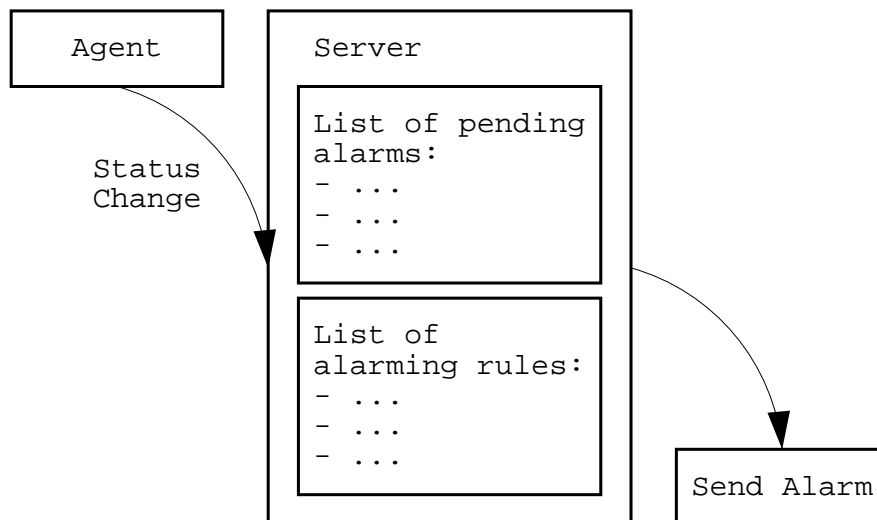 Agent
Server
List of pending
alarms:
- ...
- ...
- ...
Status
Change
List of
alarming rules:
- ...
- ...
- ...
Send Alarm